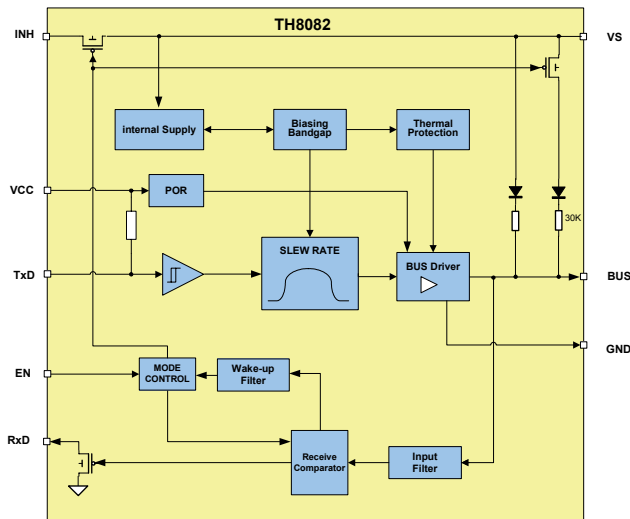 TH8082
INH
VS
internal Supply
Biasing
Bandgap
Thermal
Protection
VCC
POR
30K
TxD
SLEW RATE
BUS Driver
BUS
GND
EN
MODE
CONTROL
Wake-up
Filter
RxD
Receive
Comparator
Input
Filter